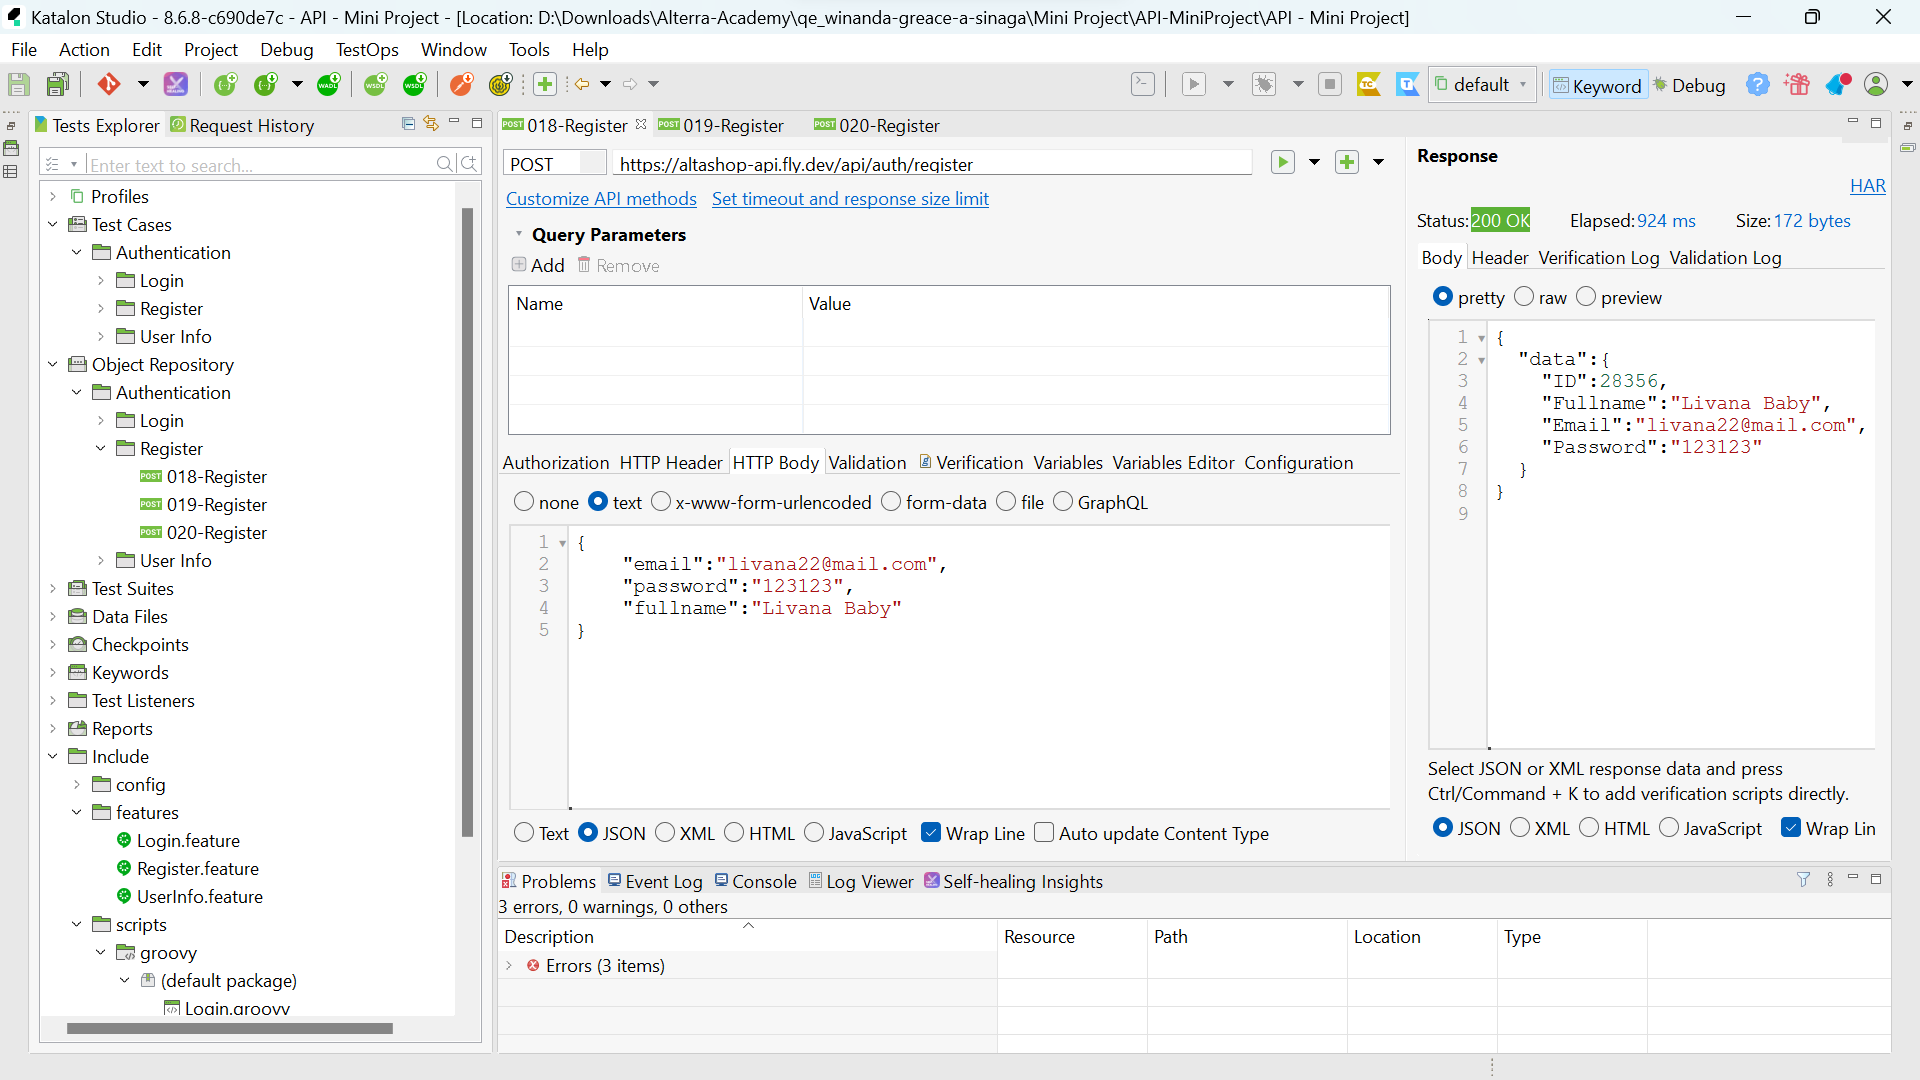 Katalon Studio - 8.6.8-c690de7c - API - Mini Project - [Location: D:\Downloads\Alterra-Academy\qe_winanda-greace-a-sinaga\Mini Project\API-MiniProject\API - Mini Project]
File Action Edit Project Debug TestOps Window Tools Help
default Keyword Debug
Tests Explorer Request History
Enter text to search...
Profiles
Test Cases
Authentication
Login
Register
User Info
Object Repository
Authentication
Login
Register
POST 018-Register
POST 019-Register
POST 020-Register
User Info
Test Suites
Data Files
Checkpoints
Keywords
Test Listeners
Reports
Include
config
features
Login.feature
Register.feature
UserInfo.feature
scripts
groovy
(default package)
Login.groovy
POST 018-Register POST 019-Register POST 020-Register
POST https://altashop-api.fly.dev/api/auth/register
Customize API methods Set timeout and response size limit
Query Parameters
Add Remove
Name Value
Authorization HTTP Header HTTP Body Validation Verification Variables Variables Editor Configuration
none text x-www-form-urlencoded form-data file GraphQL
1 {
2 "email":"livana22@mail.com",
3 "password":"123123",
4 "fullname":"Livana Baby"
5 }
Text JSON XML HTML JavaScript Wrap Line Auto update Content Type
Response
HAR
Status: 200 OK Elapsed: 924 ms Size: 172 bytes
Body Header Verification Log Validation Log
pretty raw preview
1 {
2 "data":{
3 "ID":28356,
4 "Fullname":"Livana Baby",
5 "Email":"livana22@mail.com",
6 "Password":"123123"
7 }
8 }
9
Select JSON or XML response data and press
Ctrl/Command + K to add verification scripts directly.
JSON XML HTML JavaScript Wrap Lin
Problems Event Log Console Log Viewer Self-healing Insights
3 errors, 0 warnings, 0 others
Description Resource Path Location Type
Errors (3 items)